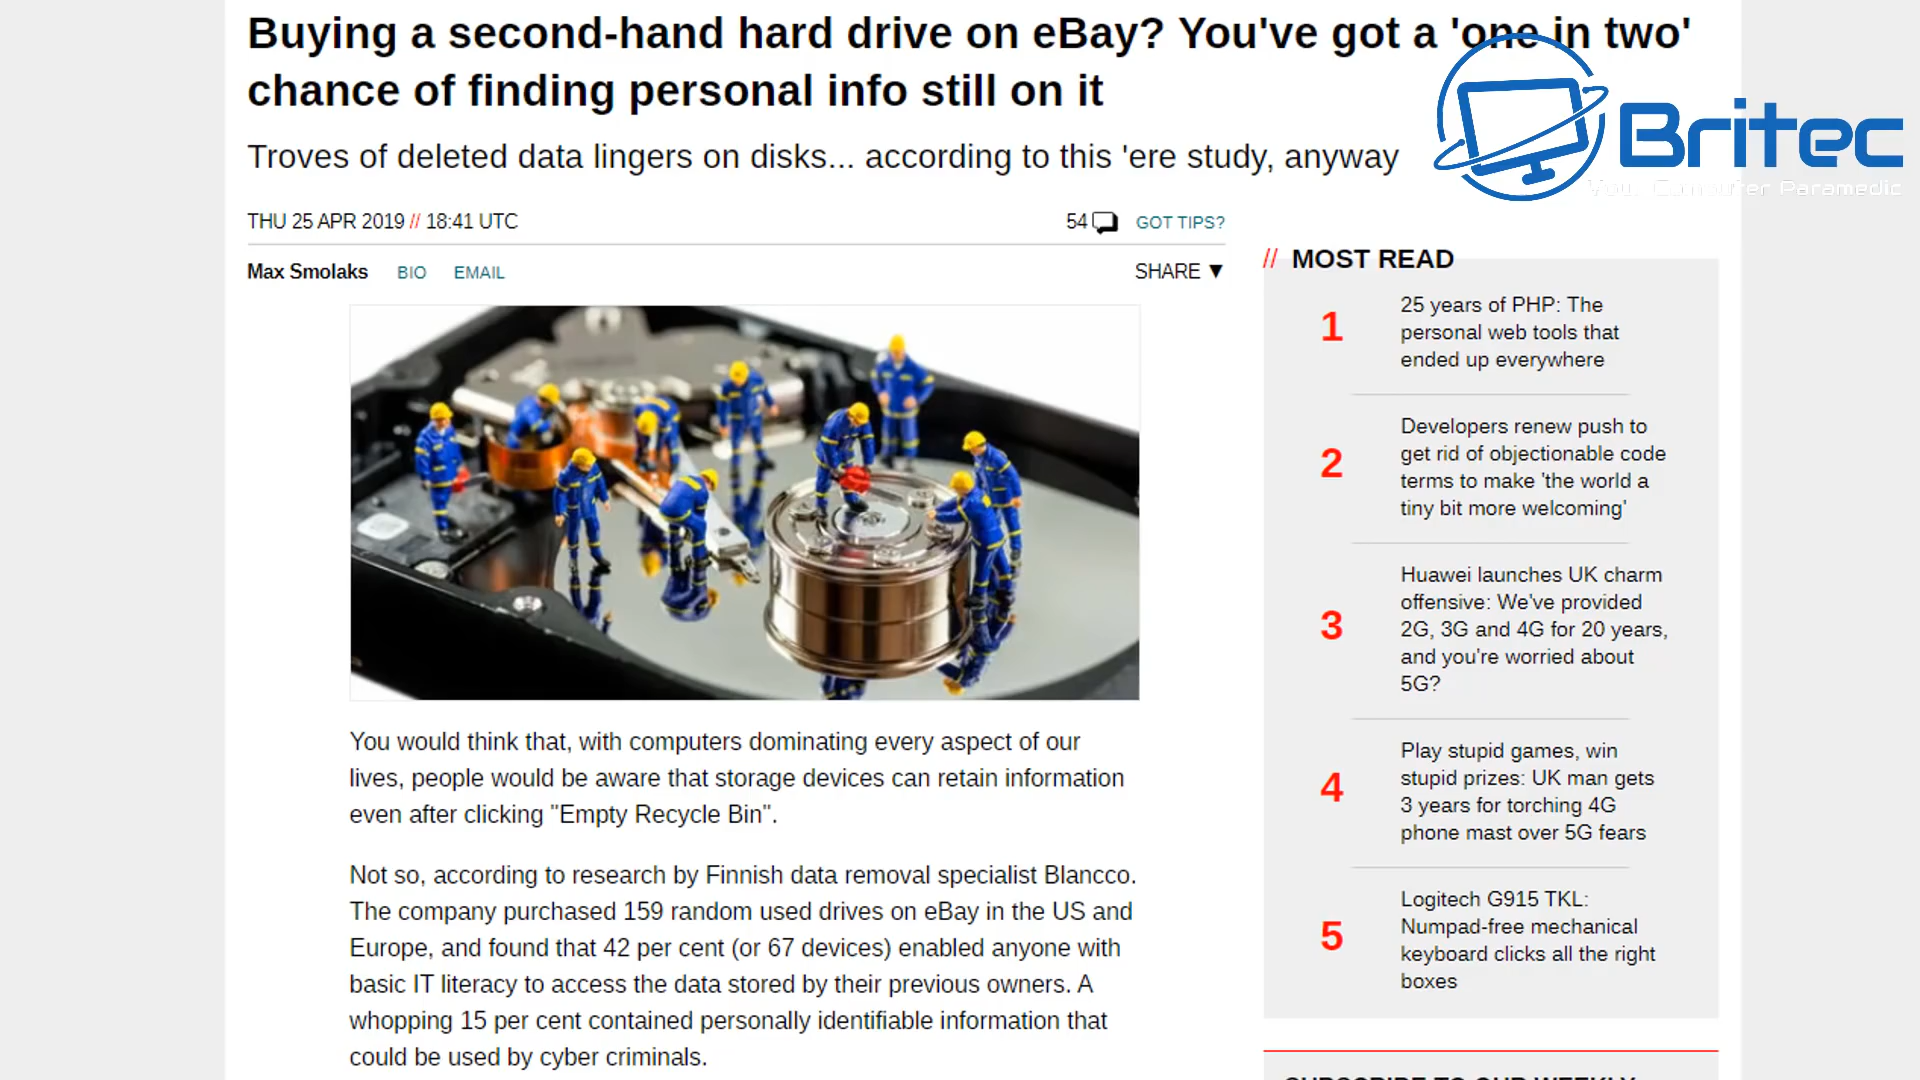 Buying a second-hand hard drive on eBay? You've got a 'one in two'
chance of finding personal info still on it
Troves of deleted data lingers on disks... according to this 'ere study, anyway
Britec
Your Computer Paramedic
THU 25 APR 2019 // 18:41 UTC
54
GOT TIPS?
Max Smolaks BIO EMAIL
SHARE ▼
You would think that, with computers dominating every aspect of our
lives, people would be aware that storage devices can retain information
even after clicking "Empty Recycle Bin".
Not so, according to research by Finnish data removal specialist Blancco.
The company purchased 159 random used drives on eBay in the US and
Europe, and found that 42 per cent (or 67 devices) enabled anyone with
basic IT literacy to access the data stored by their previous owners. A
whopping 15 per cent contained personally identifiable information that
could be used by cyber criminals.
// MOST READ
1
25 years of PHP: The
personal web tools that
ended up everywhere
2
Developers renew push to
get rid of objectionable code
terms to make 'the world a
tiny bit more welcoming'
3
Huawei launches UK charm
offensive: We've provided
2G, 3G and 4G for 20 years,
and you're worried about
5G?
4
Play stupid games, win
stupid prizes: UK man gets
3 years for torching 4G
phone mast over 5G fears
5
Logitech G915 TKL:
Numpad-free mechanical
keyboard clicks all the right
boxes
SUBSCRIBE TO OUR WEEKLY